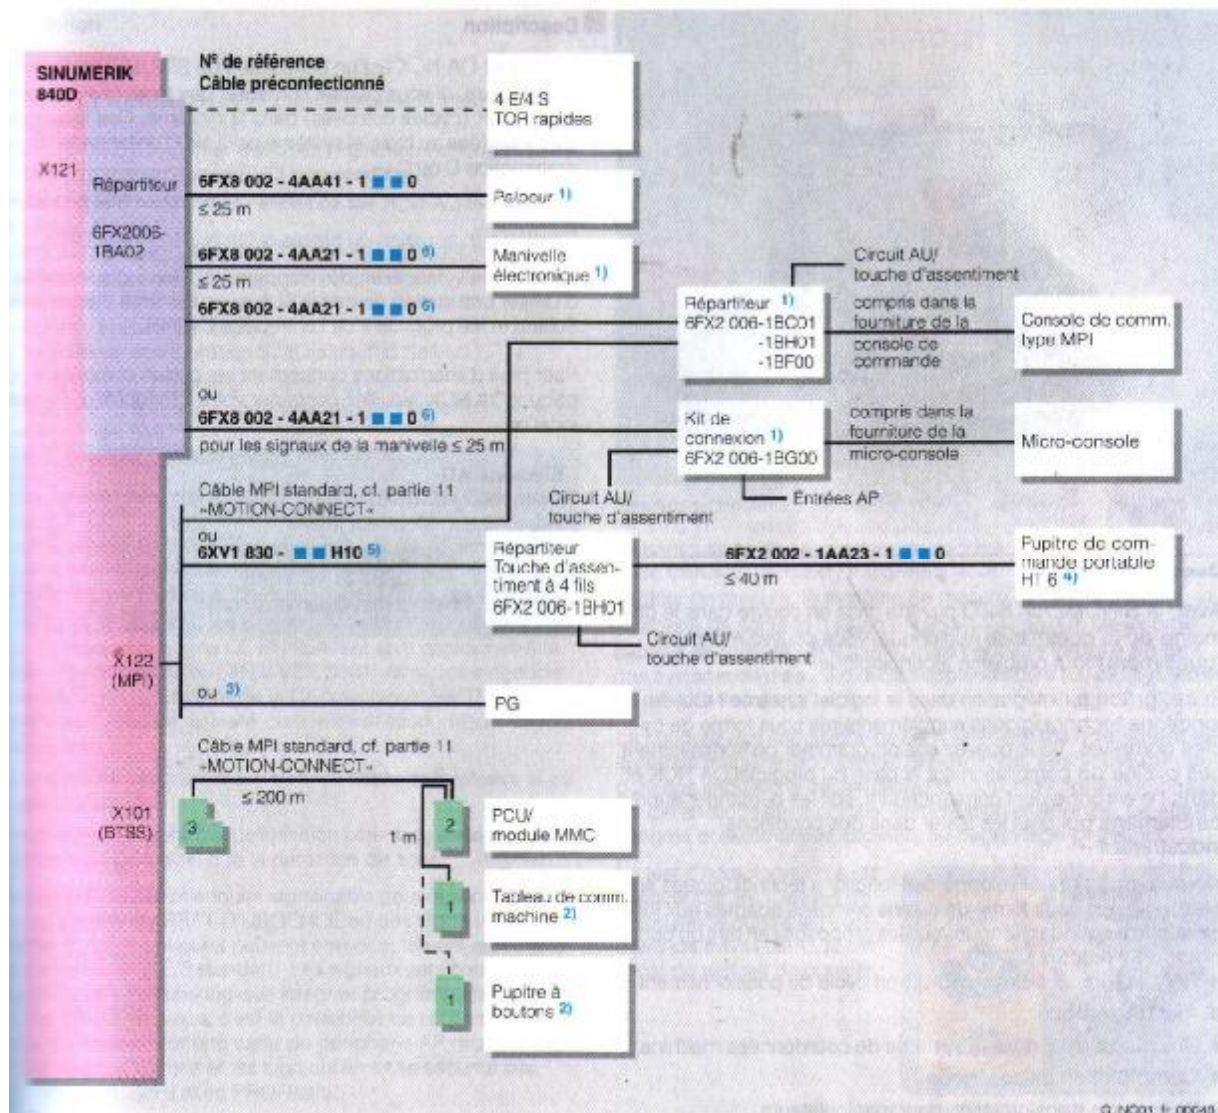 Description
SINUMERIK
840D
Nº de référence
Câble préconfectionné
4 E/4 S
TOR rapides
X121
Répartiteur
6FX2006-
1BA02
6FX8 002 - 4AA41 - 1 ■ ■ 0
≤ 25 m
Palpeur 1)
6FX8 002 - 4AA21 - 1 ■ ■ 0 6)
≤ 25 m
Manivelle
électronique 1)
6FX8 002 - 4AA21 - 1 ■ ■ 0 6)
Circuit AU/
touche d'assentiment
Répartiteur 1)
6FX2 006-1BC01
-1BH01
-1BF00
compris dans la
fourniture de la
console de
commande
Console de comm.
type MPI
ou
6FX8 002 - 4AA21 - 1 ■ ■ 0 6)
pour les signaux de la manivelle ≤ 25 m
Kit de
connexion 1)
6FX2 006-1BG00
compris dans la
fourniture de la
micro-console
Micro-console
Circuit AU/
touche d'assentiment
Entrées AP
Câble MPI standard, cf. partie 11
»MOTION-CONNECT«
ou
6XV1 830 - ■ ■ H10 5)
Répartiteur
Touche d'assen-
timent à 4 fils
6FX2 006-1BH01
6FX2 002 - 1AA23 - 1 ■ ■ 0
≤ 40 m
Pupitre de com-
mande portable
HT 6 4)
Circuit AU/
touche d'assentiment
X122
(MPI)
ou 3)
PG
Câble MPI standard, cf. partie 11
»MOTION-CONNECT«
≤ 200 m
X101
(BTSS)
3
1 m
2
PCU/
module MMC
1
Tableau de comm.
machine 2)
1
Pupitre à
boutons 2)